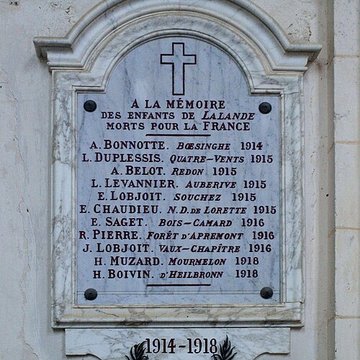 A LA MÉMOIRE
DES ENFANTS DE LALANDE
MORTS POUR LA FRANCE
A. BONNOTTE. BŒSINGHE 1914
L. DUPLESSIS. QUATRE-VENTS 1915
A. BELOT. REDON 1915
L. LEVANNIER. AUBERIVE 1915
E. LOBJOIT. SOUCHEZ 1915
E. CHAUDIEU. N.D. DE LORETTE 1915
E. SAGET. BOIS-CAMARD 1916
R. PIERRE. FORÊT D'APREMONT 1916
J. LOBJOIT. VAUX-CHAPÎTRE 1916
H. MUZARD. MOURMELON 1918
H. BOIVIN. D'HEILBRONN 1918
1914-1918